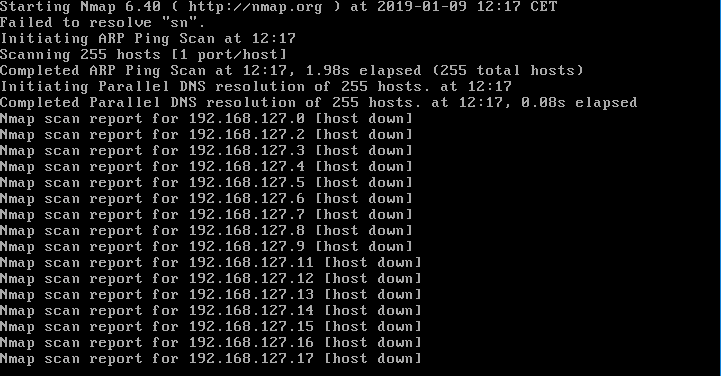 Starting Nmap 6.40 ( http://nmap.org ) at 2019-01-09 12:17 CET
Failed to resolve "sn".
Initiating ARP Ping Scan at 12:17
Scanning 255 hosts [1 port/host]
Completed ARP Ping Scan at 12:17, 1.98s elapsed (255 total hosts)
Initiating Parallel DNS resolution of 255 hosts. at 12:17
Completed Parallel DNS resolution of 255 hosts. at 12:17, 0.08s elapsed
Nmap scan report for 192.168.127.0 [host down]
Nmap scan report for 192.168.127.2 [host down]
Nmap scan report for 192.168.127.3 [host down]
Nmap scan report for 192.168.127.4 [host down]
Nmap scan report for 192.168.127.5 [host down]
Nmap scan report for 192.168.127.6 [host down]
Nmap scan report for 192.168.127.7 [host down]
Nmap scan report for 192.168.127.8 [host down]
Nmap scan report for 192.168.127.9 [host down]
Nmap scan report for 192.168.127.11 [host down]
Nmap scan report for 192.168.127.12 [host down]
Nmap scan report for 192.168.127.13 [host down]
Nmap scan report for 192.168.127.14 [host down]
Nmap scan report for 192.168.127.15 [host down]
Nmap scan report for 192.168.127.16 [host down]
Nmap scan report for 192.168.127.17 [host down]